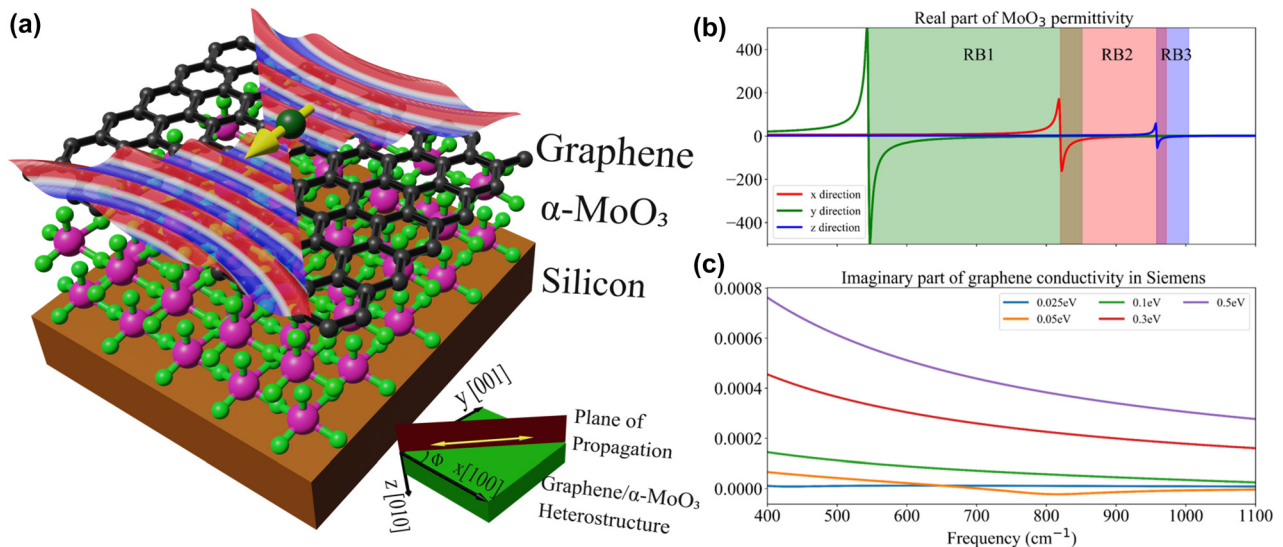 (a)
Graphene
α-MoO₃
Silicon
y [001]
Plane of
Propagation
Φ
x[100]
z [010]
Graphene/α-MoO₃
Heterostructure
(b)
Real part of MoO₃ permittivity
RB1
RB2
RB3
400
200
0
−200
−400
x direction
y direction
z direction
(c)
Imaginary part of graphene conductivity in Siemens
0.0008
0.0006
0.0004
0.0002
0.0000
0.025eV
0.1eV
0.5eV
0.05eV
0.3eV
400
500
600
700
800
900
1000
1100
Frequency (cm⁻¹)